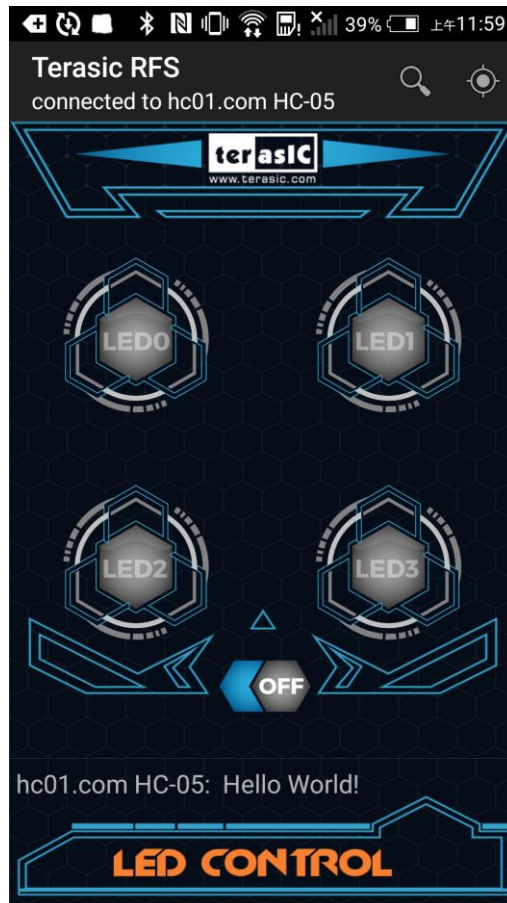 39% 上午11:59
Terasic RFS
connected to hc01.com HC-05
terasIC
www.terasic.com
LED0 LED1
LED2 LED3
OFF
hc01.com HC-05: Hello World!
LED CONTROL